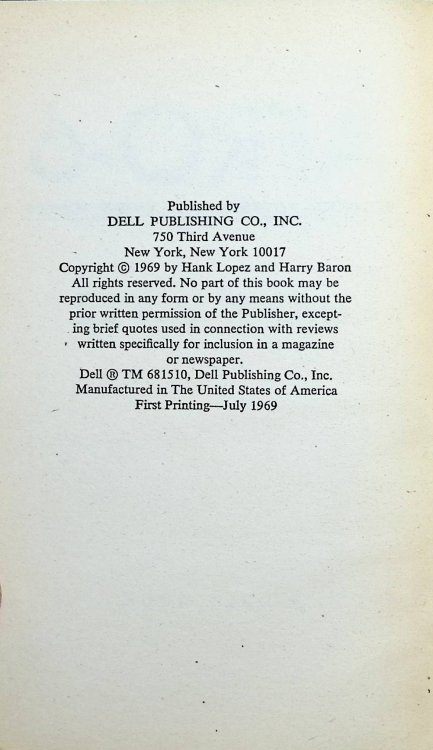 Published by
DELL PUBLISHING CO., INC.
750 Third Avenue
New York, New York 10017
Copyright © 1969 by Hank Lopez and Harry Baron
All rights reserved. No part of this book may be
reproduced in any form or by any means without the
prior written permission of the Publisher, except-
ing brief quotes used in connection with reviews
written specifically for inclusion in a magazine
or newspaper.
Dell ® TM 681510, Dell Publishing Co., Inc.
Manufactured in The United States of America
First Printing—July 1969